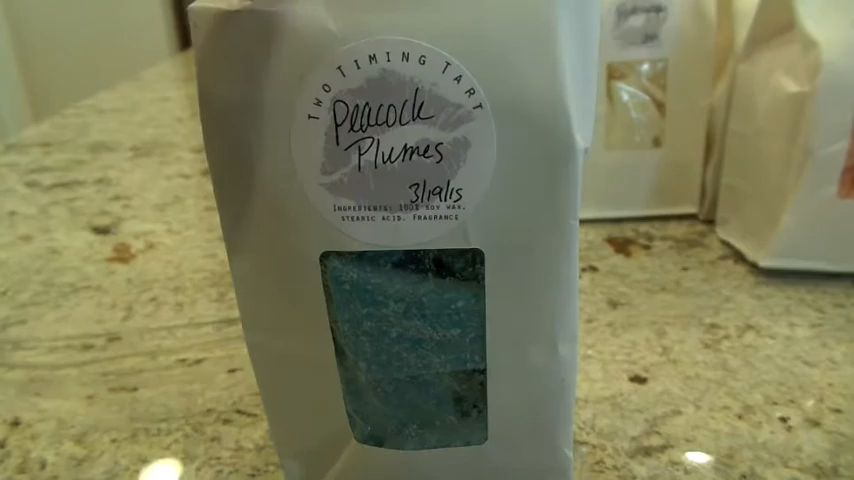 TWO TIMING TART
Peacock
Plumes
3/19/15
INGREDIENTS: 100% SOY WAX,
STEARIC ACID, FRAGRANCE